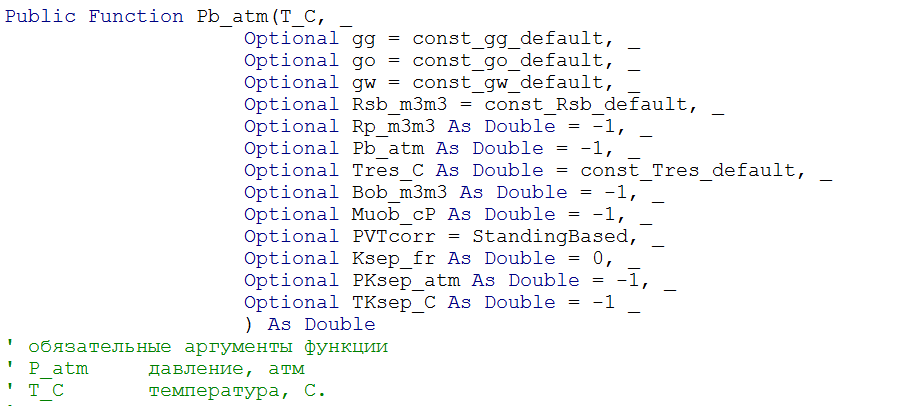 Public Function Pb_atm(T_C, _
Optional gg = const_gg_default, _
Optional go = const_go_default, _
Optional gw = const_gw_default, _
Optional Rsb_m3m3 = const_Rsb_default, _
Optional Rp_m3m3 As Double = -1, _
Optional Pb_atm As Double = -1, _
Optional Tres_C As Double = const_Tres_default, _
Optional Bob_m3m3 As Double = -1, _
Optional Muob_cP As Double = -1, _
Optional PVTcorr = StandingBased, _
Optional Ksep_fr As Double = 0, _
Optional PKsep_atm As Double = -1, _
Optional TKsep_C As Double = -1 _
) As Double
' обязательные аргументы функции
' P_atm     давление, атм
' T_C       температура, С.